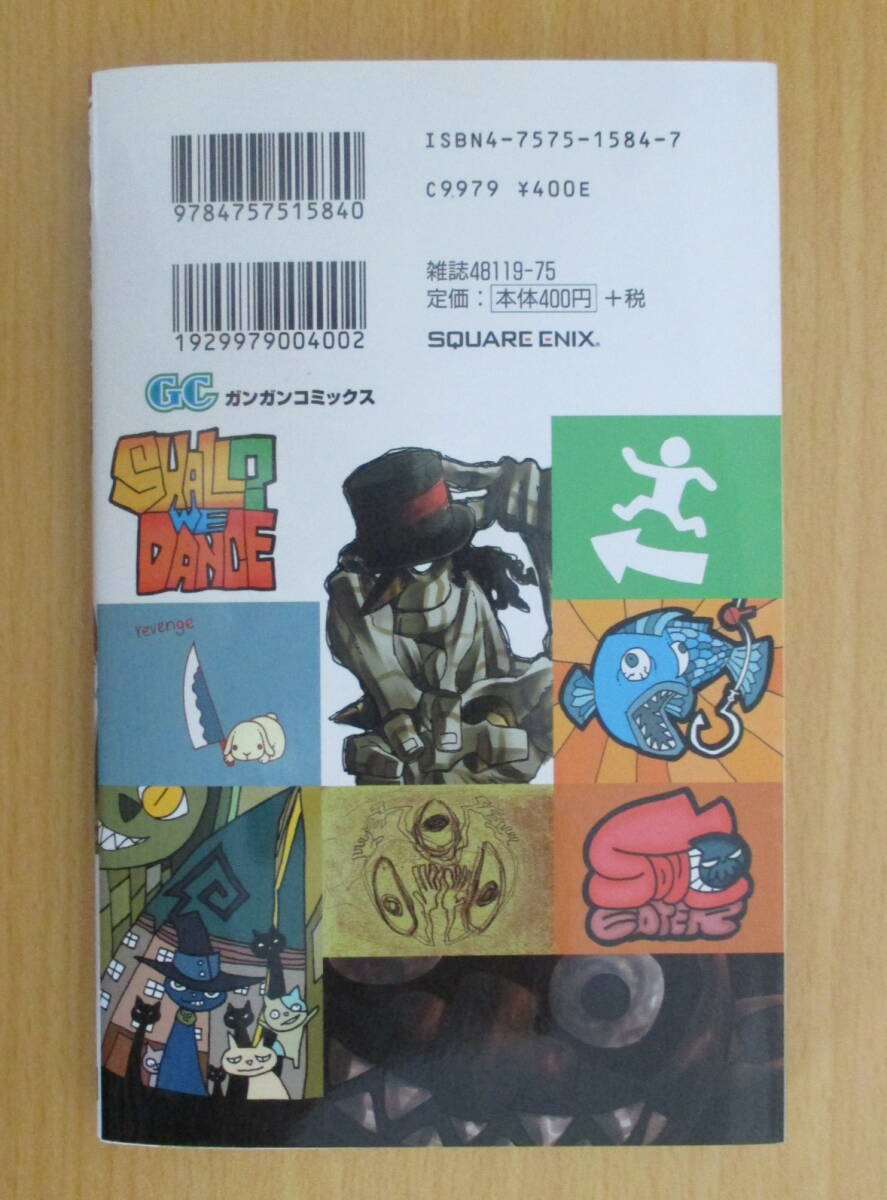 ISBN4-7575-1584-7
9784757515840
C9979 ¥400E
雑誌48119-75
定価：本体400円＋税
1929979004002
SQUARE ENIX®
GC ガンガンコミックス
SHALL?
WE
DANCE
revenge
SOUL
EATER